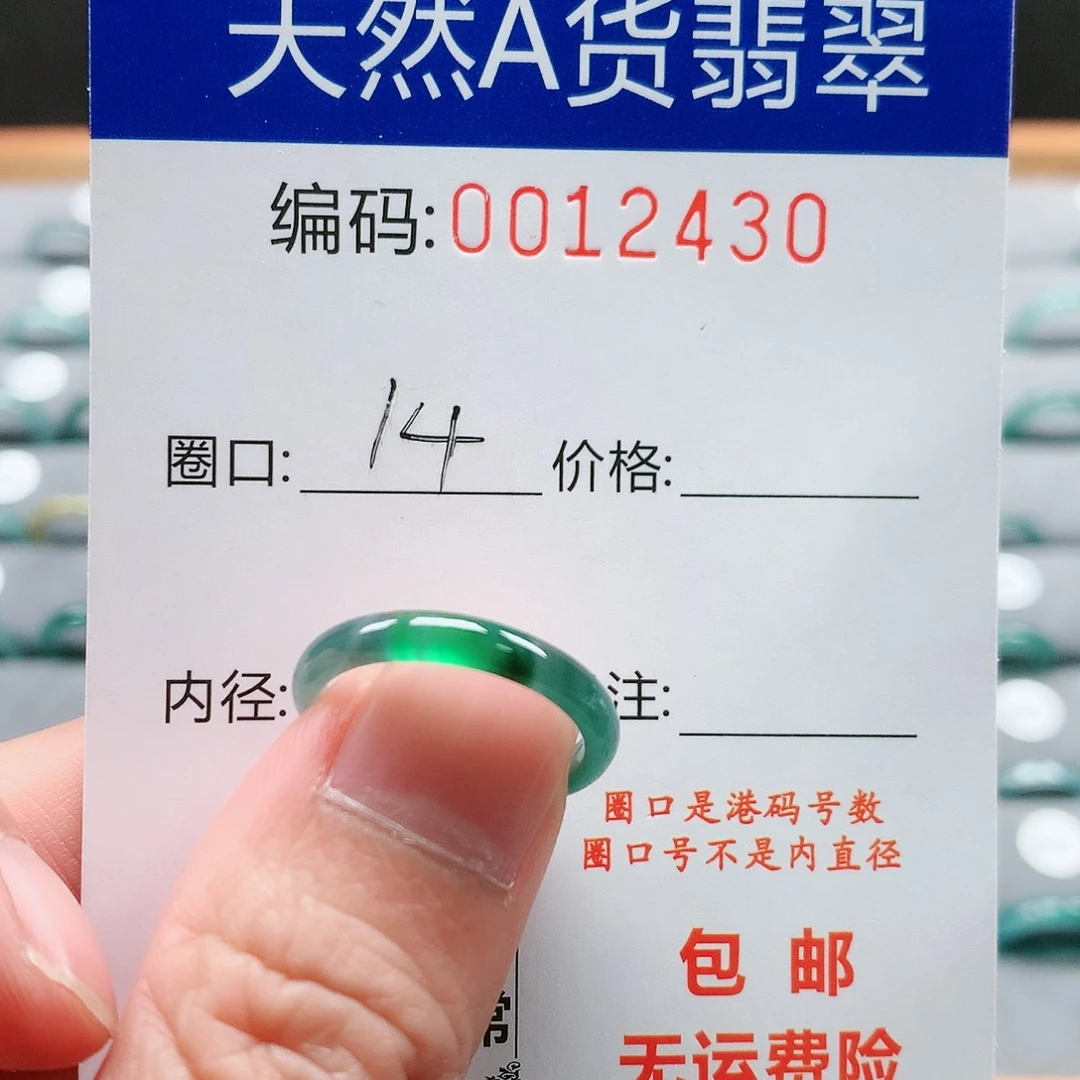 天然A货翡翠
编码:0012430
圈口: 14 价格:
内径: 注:
圈口是港码号数
圈口号不是内直径
包邮
常
无运费险